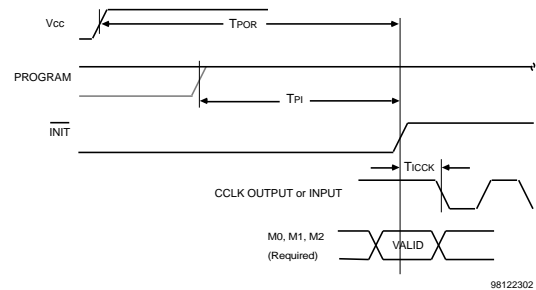 Vcc
TPOR
PROGRAM
TPI
INIT
TICCK
CCLK OUTPUT or INPUT
M0, M1, M2
(Required)
VALID
98122302